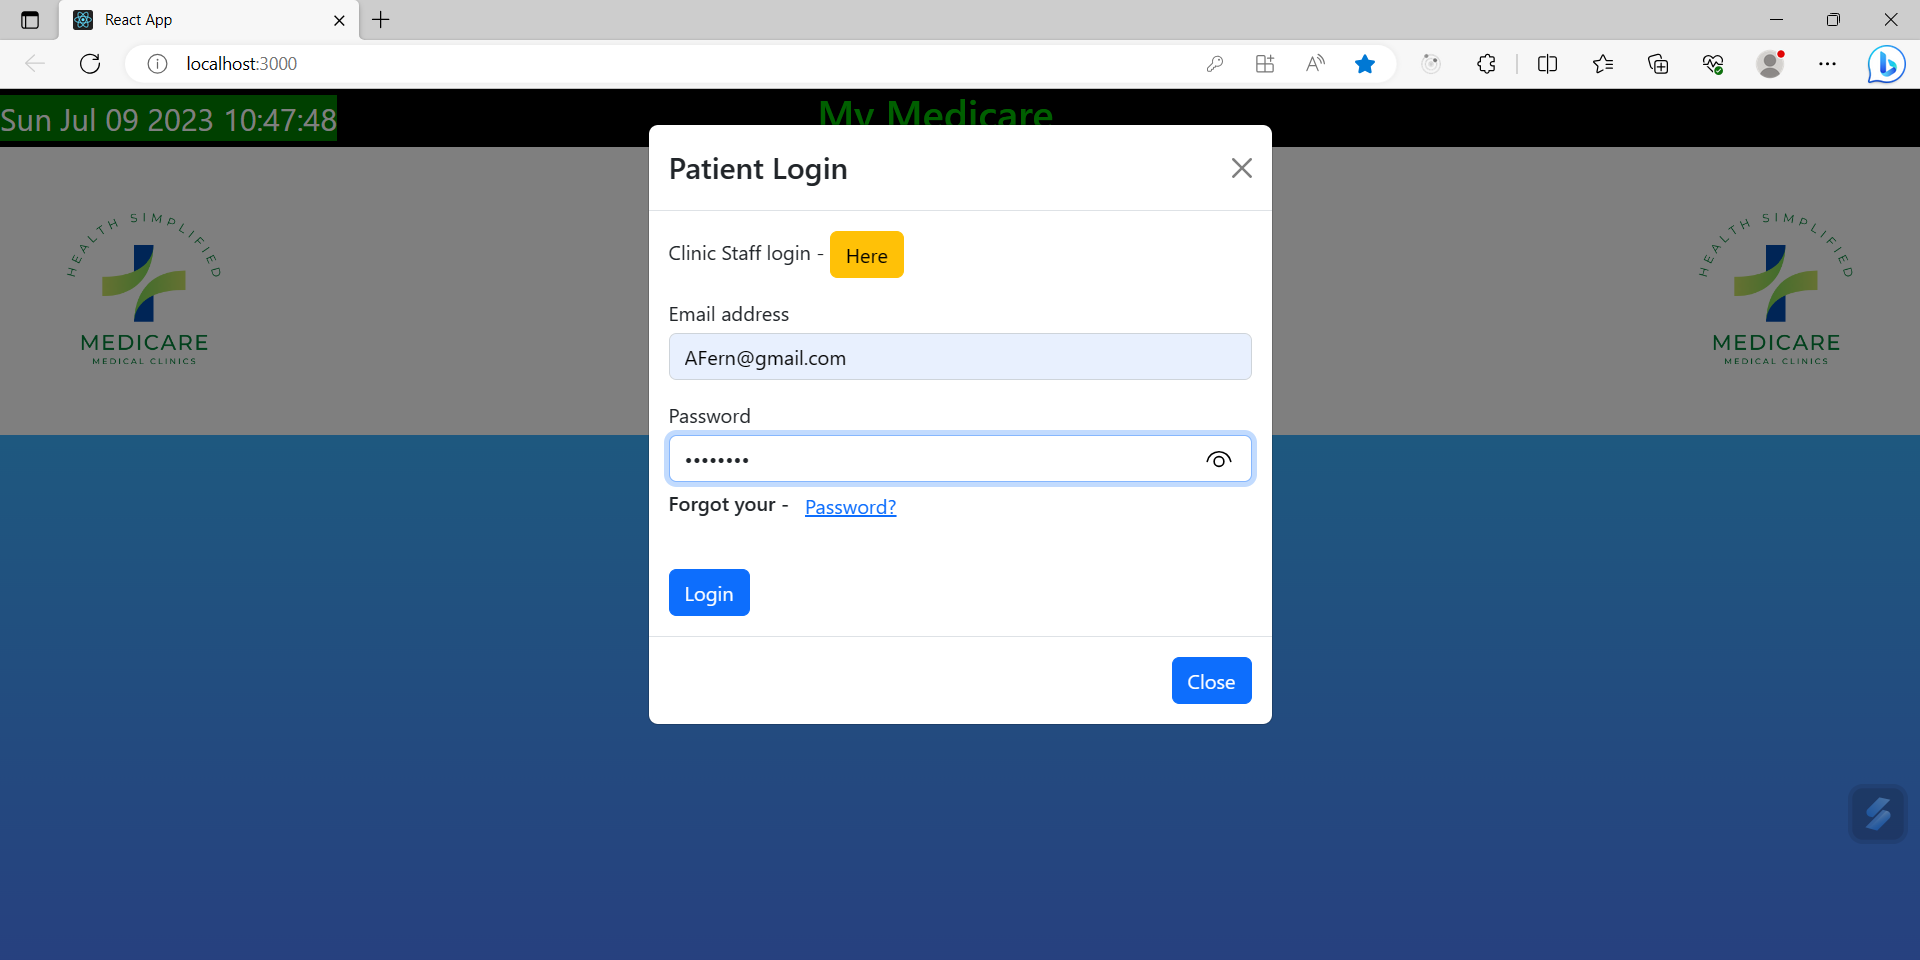 React App
localhost:3000
Sun Jul 09 2023 10:47:48
My Medicare
Patient Login
Clinic Staff login - Here
Email address
AFern@gmail.com
Password
••••••••
Forgot your - Password?
Login
Close
HEALTH SIMPLIFIED
MEDICARE
MEDICAL CLINICS
HEALTH SIMPLIFIED
MEDICARE
MEDICAL CLINICS